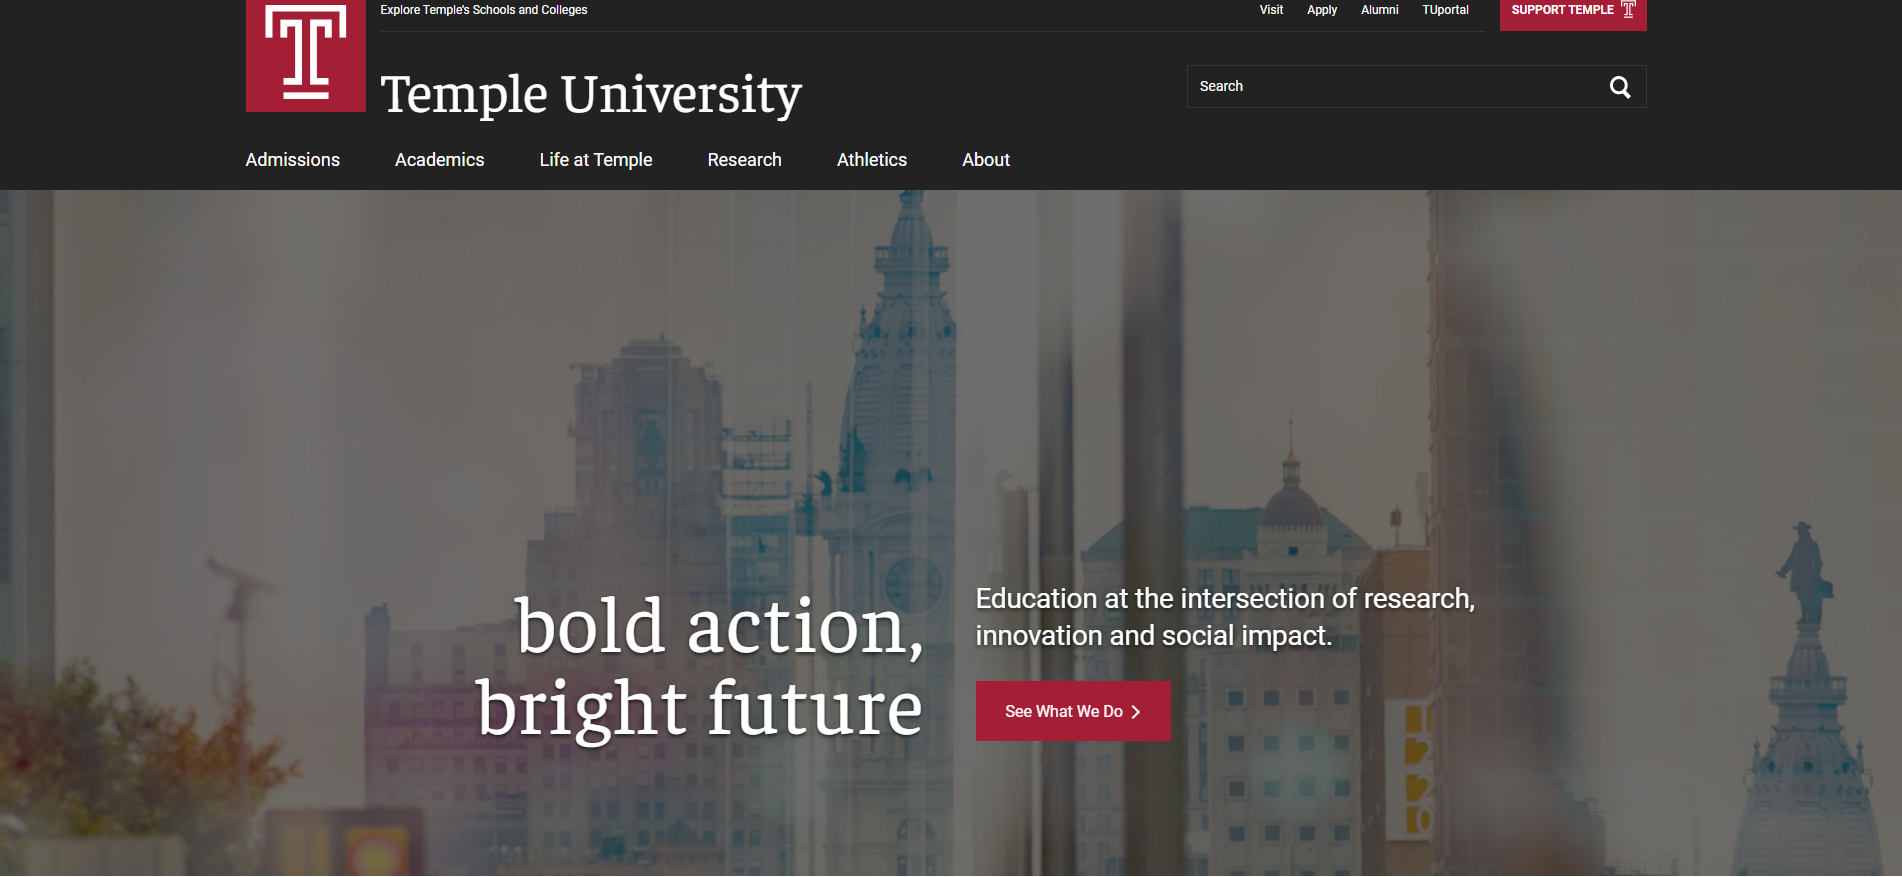 Explore Temple's Schools and Colleges
Visit Apply Alumni TUportal SUPPORT TEMPLE T
T
Temple University
Search
Admissions Academics Life at Temple Research Athletics About
bold action,
bright future
Education at the intersection of research,
innovation and social impact.
See What We Do